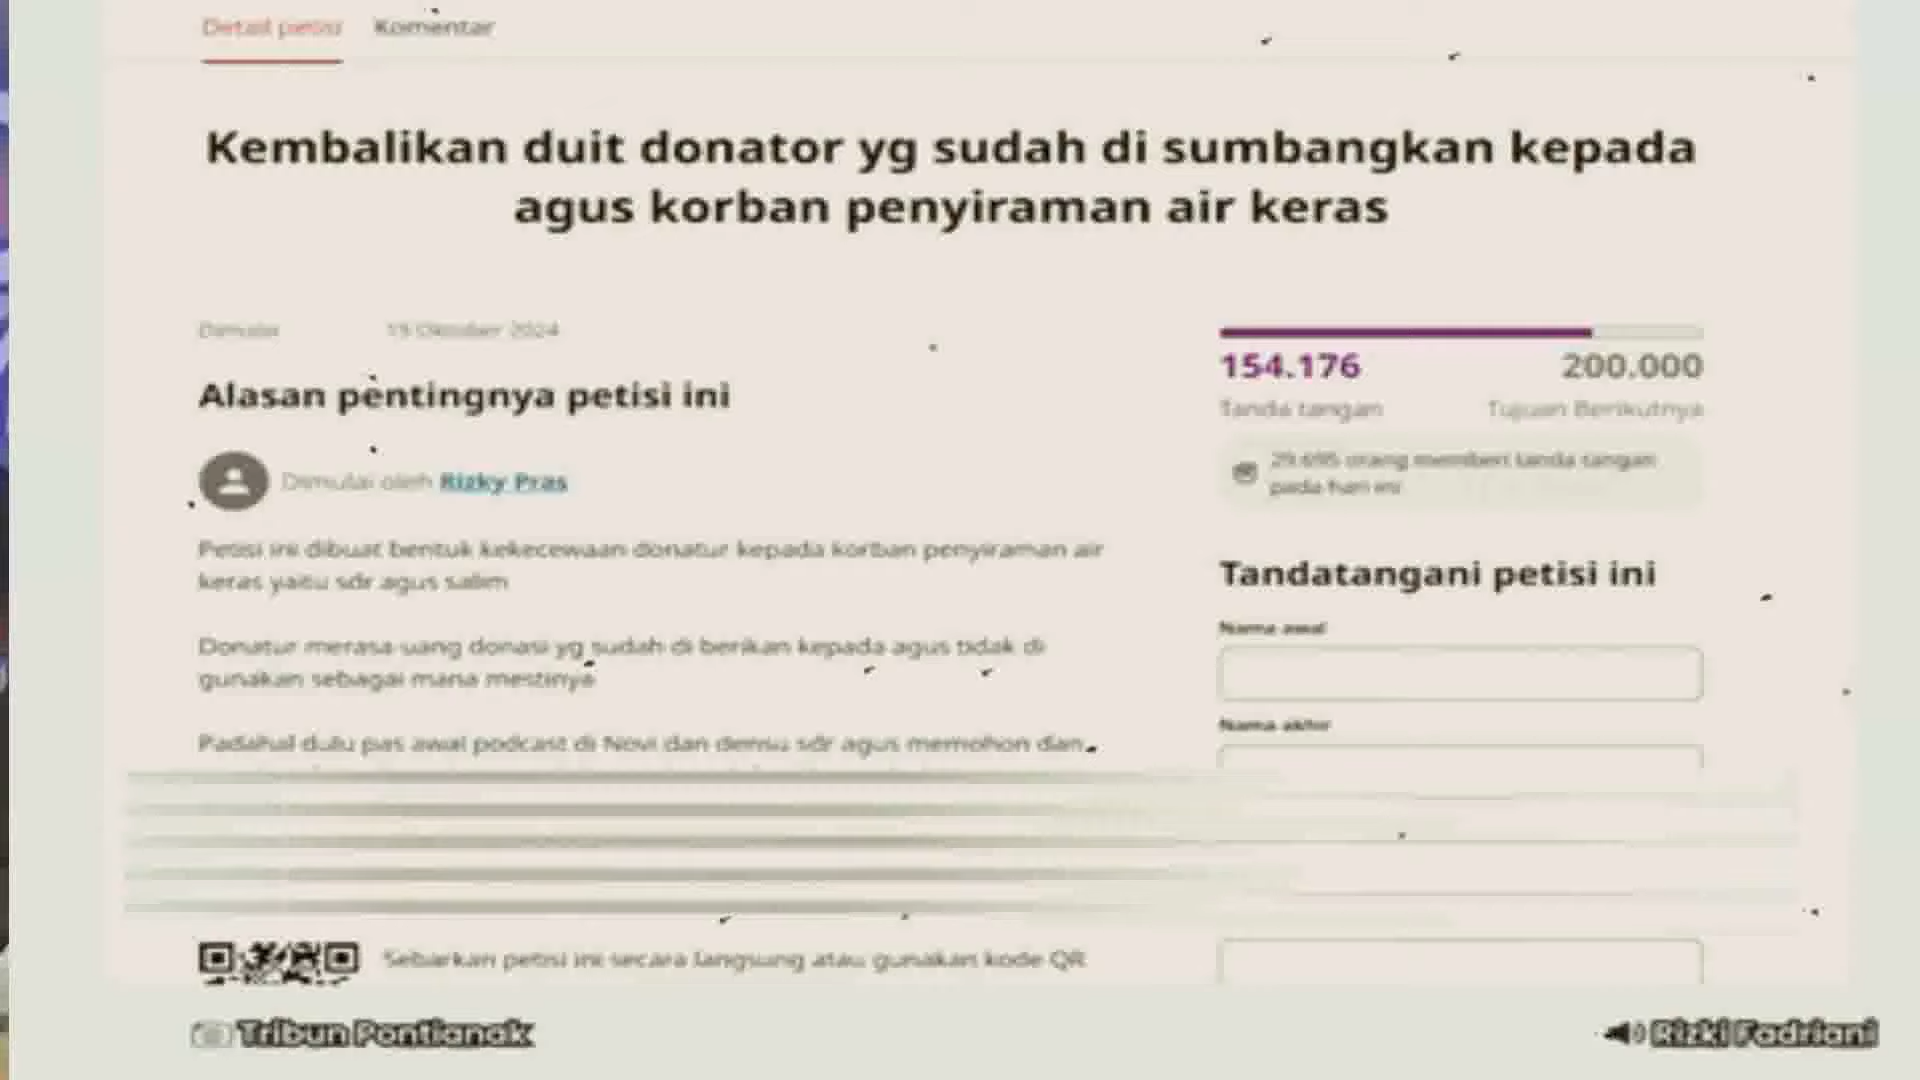 Detail petisi Komentar
Kembalikan duit donator yg sudah di sumbangkan kepada
agus korban penyiraman air keras
Dimulai 19 Oktober 2024
Alasan pentingnya petisi ini
Dimulai oleh Rizky Pras
Petisi ini dibuat bentuk kekecewaan donatur kepada korban penyiraman air
keras yaitu sdr agus salim
Donatur merasa uang donasi yg sudah di berikan kepada agus tidak di
gunakan sebagai mana mestinya
Padahal dulu pas awal podcast di Novi dan densu sdr agus memohon dan
Sebarkan petisi ini secara langsung atau gunakan kode QR
154.176 200.000
Tanda tangan Tujuan Berikutnya
29.695 orang memberi tanda tangan
pada hari ini
Tandatangani petisi ini
Nama awal
Nama akhir
Tribun Pontianak
Rizki Fadriani